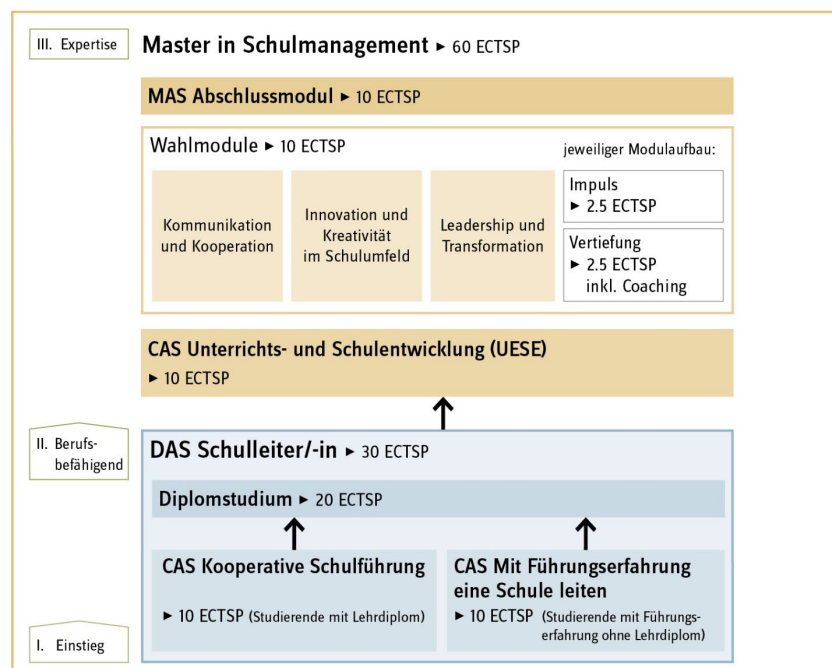 III. Expertise
Master in Schulmanagement ▸ 60 ECTSP
MAS Abschlussmodul ▸ 10 ECTSP
Wahlmodule ▸ 10 ECTSP
jeweiliger Modulaufbau:
Kommunikation
und Kooperation
Innovation und
Kreativität
im Schulumfeld
Leadership und
Transformation
Impuls
▸ 2.5 ECTSP
Vertiefung
▸ 2.5 ECTSP
inkl. Coaching
CAS Unterrichts- und Schulentwicklung (UESE)
▸ 10 ECTSP
II. Berufs-
befähigend
DAS Schulleiter/-in ▸ 30 ECTSP
Diplomstudium ▸ 20 ECTSP
CAS Kooperative Schulführung
▸ 10 ECTSP (Studierende mit Lehrdiplom)
CAS Mit Führungserfahrung
eine Schule leiten
▸ 10 ECTSP (Studierende mit Führungs-
erfahrung ohne Lehrdiplom)
I. Einstieg